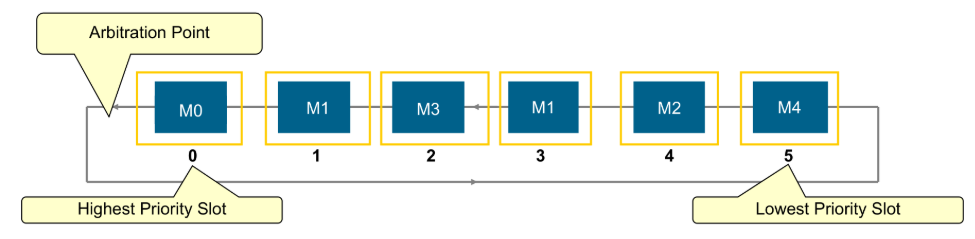 Arbitration Point
M0 M1 M3 M1 M2 M4
0 1 2 3 4 5
Highest Priority Slot Lowest Priority Slot